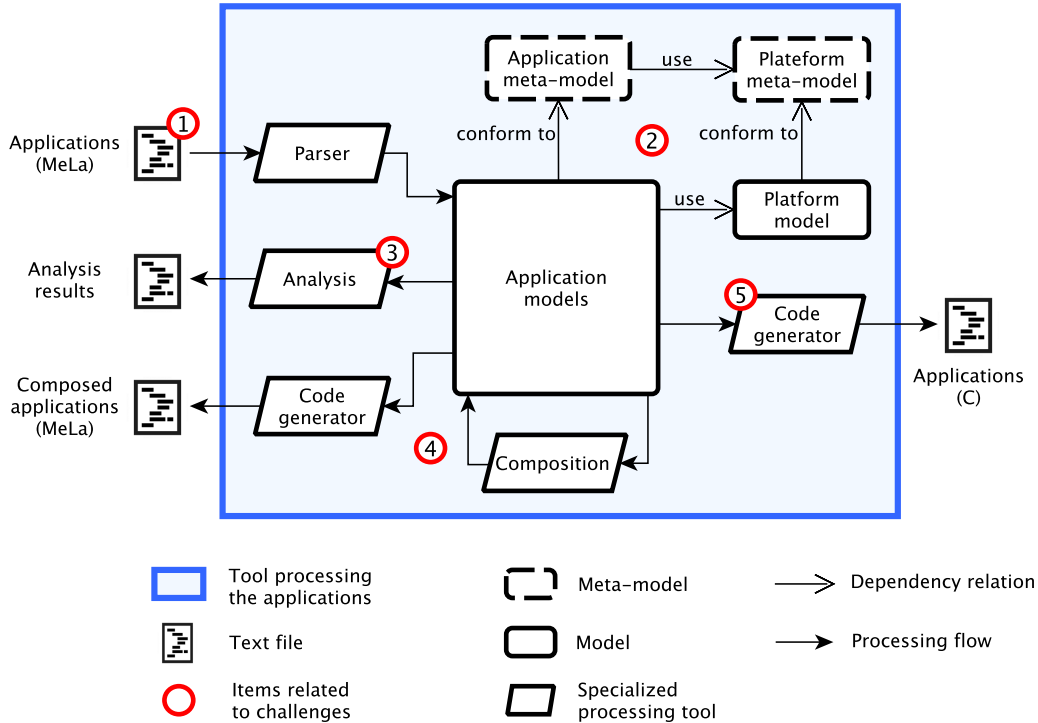 Application
meta-model
use
Plateform
meta-model
1
Applications
(MeLa)
Parser
conform to
2
conform to
use
Platform
model
Analysis
results
Analysis
3
Application
models
5
Code
generator
Applications
(C)
Composed
applications
(MeLa)
Code
generator
4
Composition
Tool processing
the applications
Meta-model
Dependency relation
Text file
Model
Processing flow
Items related
to challenges
Specialized
processing tool